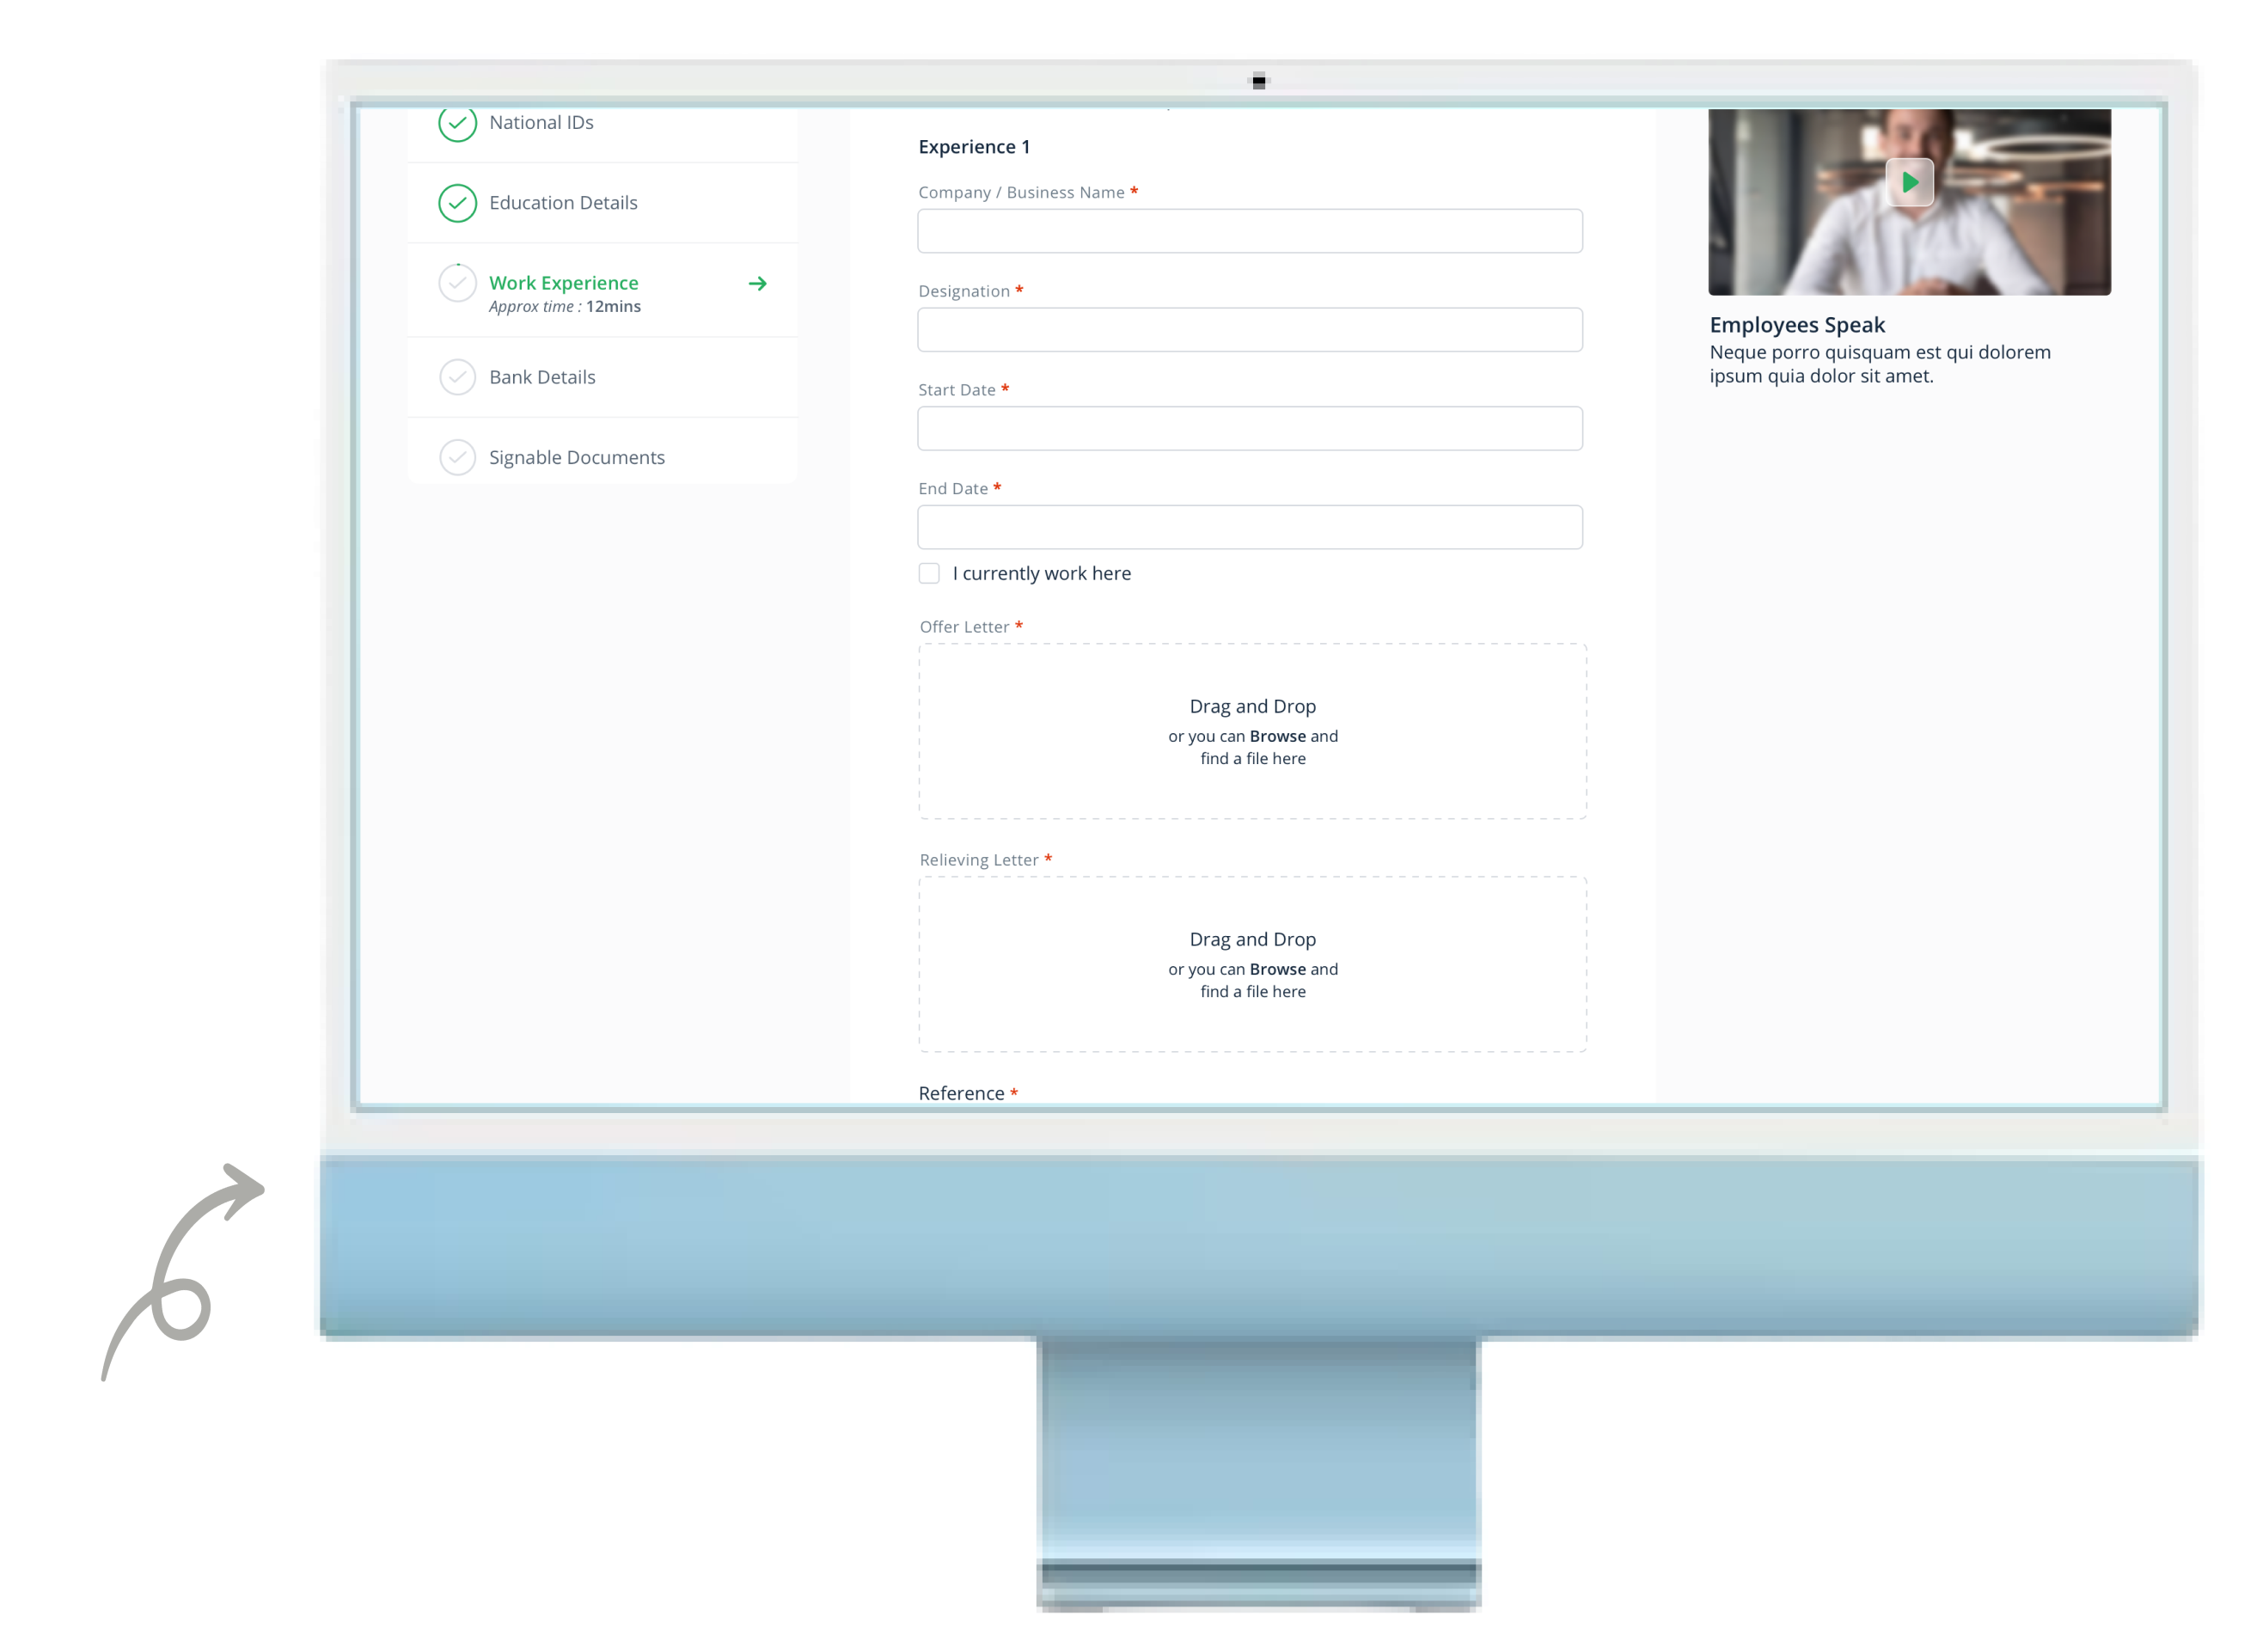 National IDs
Education Details
Work Experience
Approx time : 12mins
Bank Details
Signable Documents
Experience 1
Company / Business Name *
Designation *
Start Date *
End Date *
I currently work here
Offer Letter *
Drag and Drop
or you can Browse and
find a file here
Relieving Letter *
Drag and Drop
or you can Browse and
find a file here
Reference *
Employees Speak
Neque porro quisquam est qui dolorem
ipsum quia dolor sit amet.